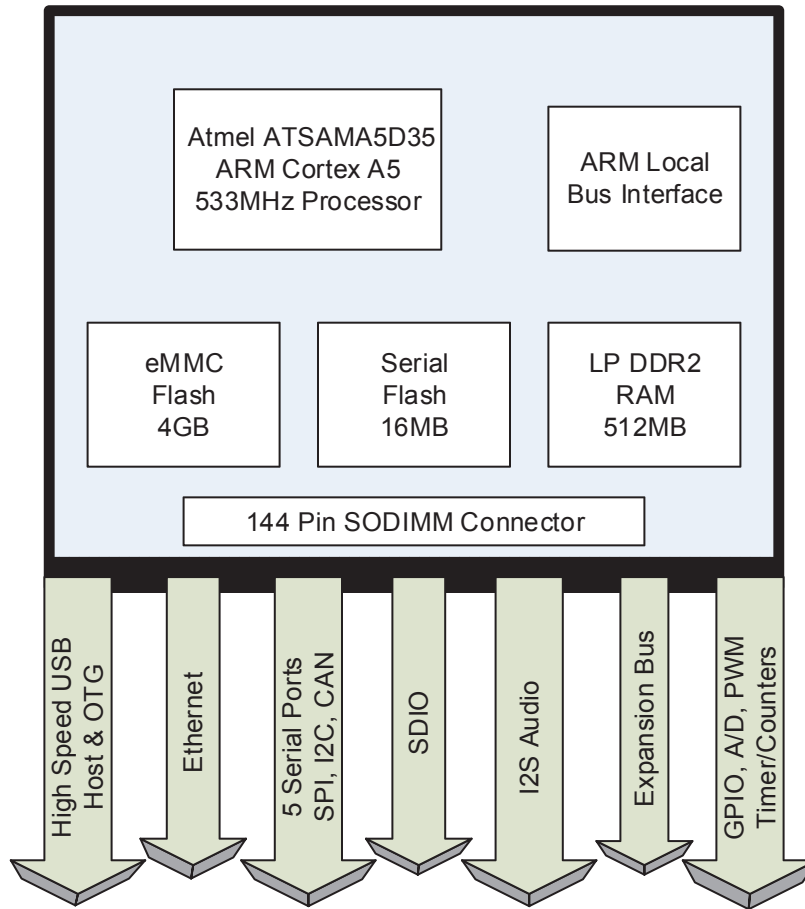 Atmel ATSAMA5D35
ARM Cortex A5
533MHz Processor
ARM Local
Bus Interface
eMMC
Flash
4GB
Serial
Flash
16MB
LP DDR2
RAM
512MB
144 Pin SODIMM Connector
High Speed USB
Host & OTG
Ethernet
5 Serial Ports
SPI, I2C, CAN
SDIO
I2S Audio
Expansion Bus
GPIO, A/D, PWM
Timer/Counters